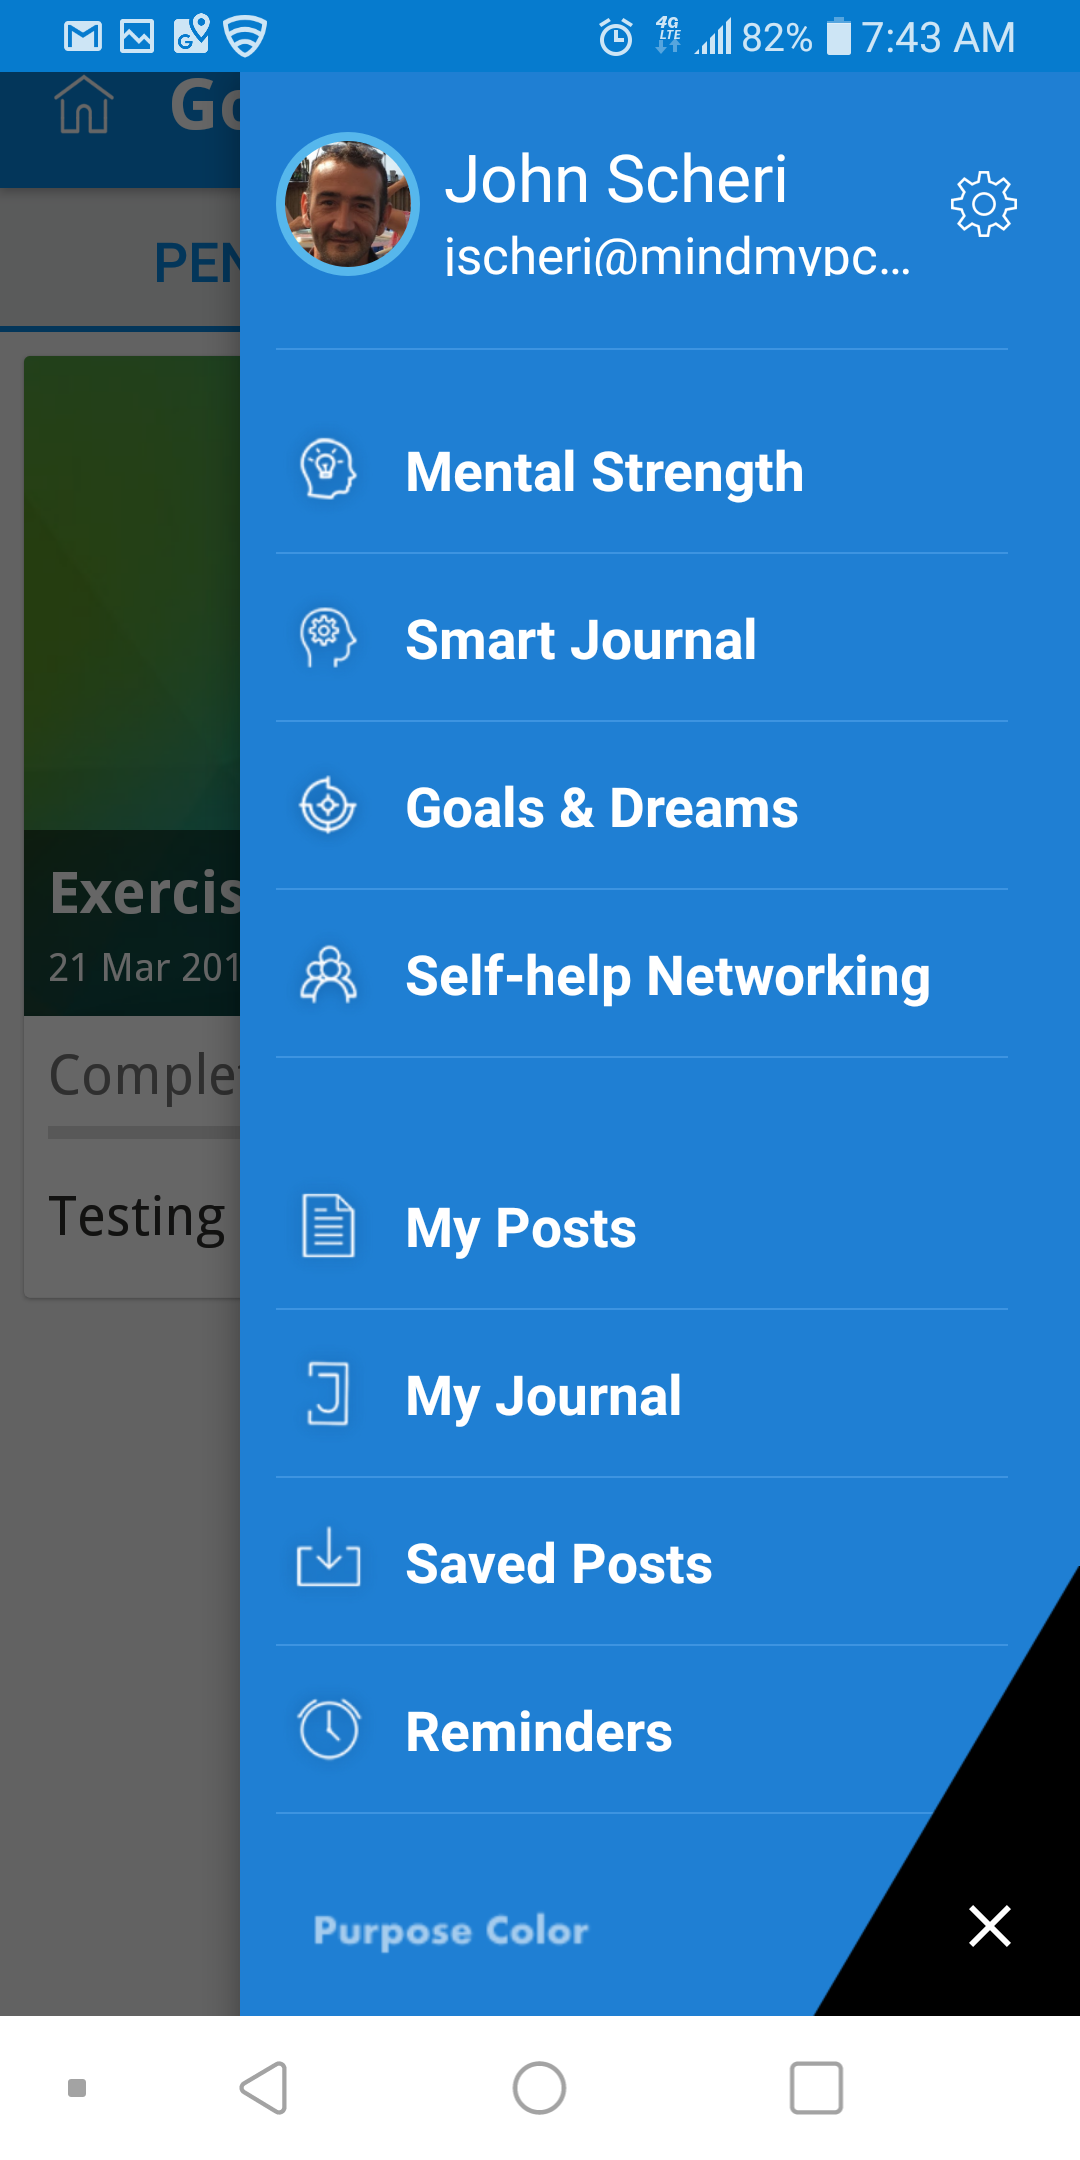 4G LTE 82% 7:43 AM
Go
John Scheri
jscheri@mindmypc...
PEN
Mental Strength
Smart Journal
Goals & Dreams
Exercis
21 Mar 201
Self-help Networking
Complet
Testing
My Posts
My Journal
Saved Posts
Reminders
Purpose Color